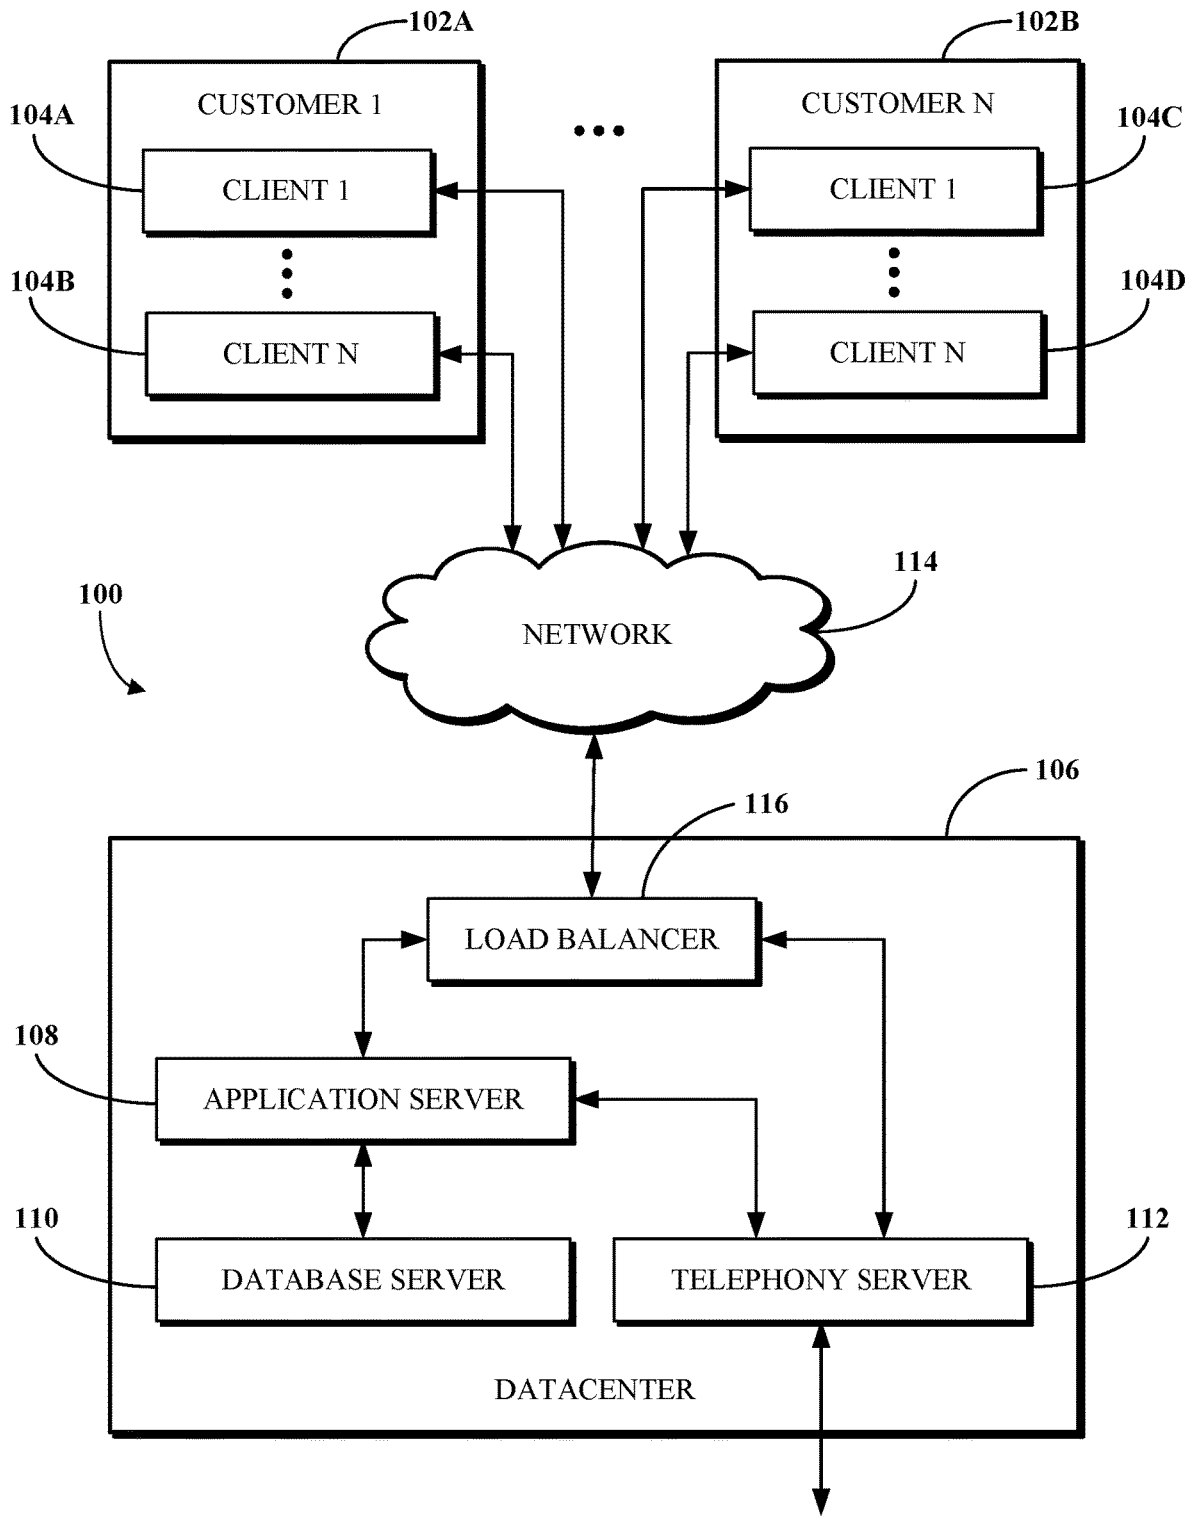 102A
102B
CUSTOMER 1
CUSTOMER N
104A
104C
CLIENT 1
CLIENT 1
104B
104D
CLIENT N
CLIENT N
114
100
NETWORK
106
116
LOAD BALANCER
108
APPLICATION SERVER
110
112
DATABASE SERVER
TELEPHONY SERVER
DATACENTER